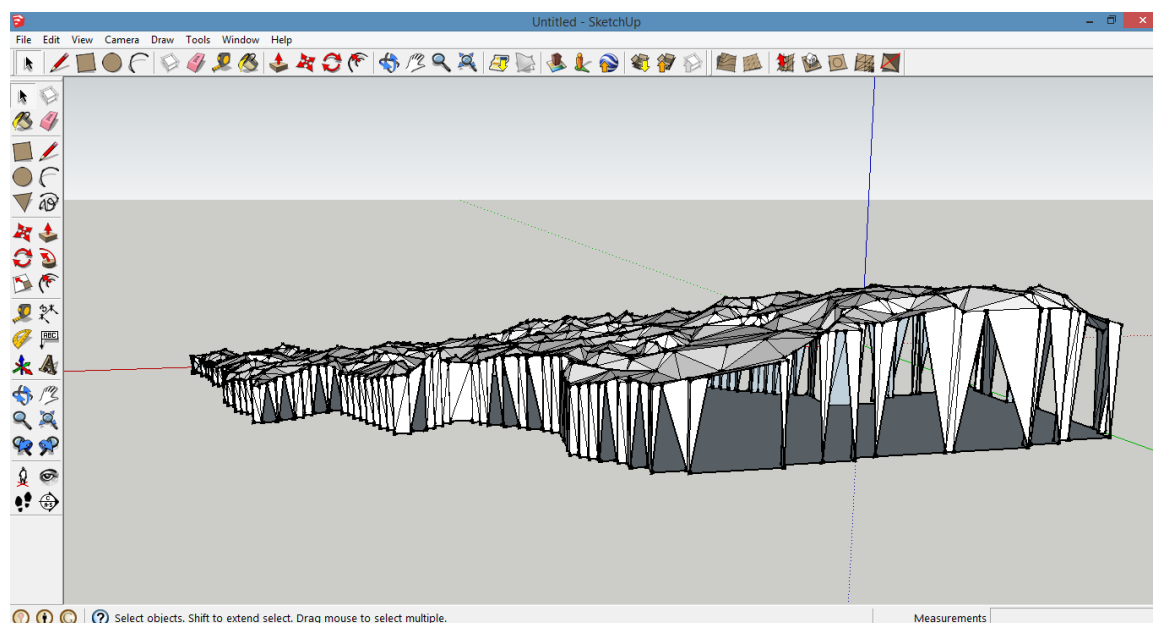 Untitled - SketchUp
File Edit View Camera Draw Tools Window Help
ABC
Select objects. Shift to extend select. Drag mouse to select multiple.
Measurements